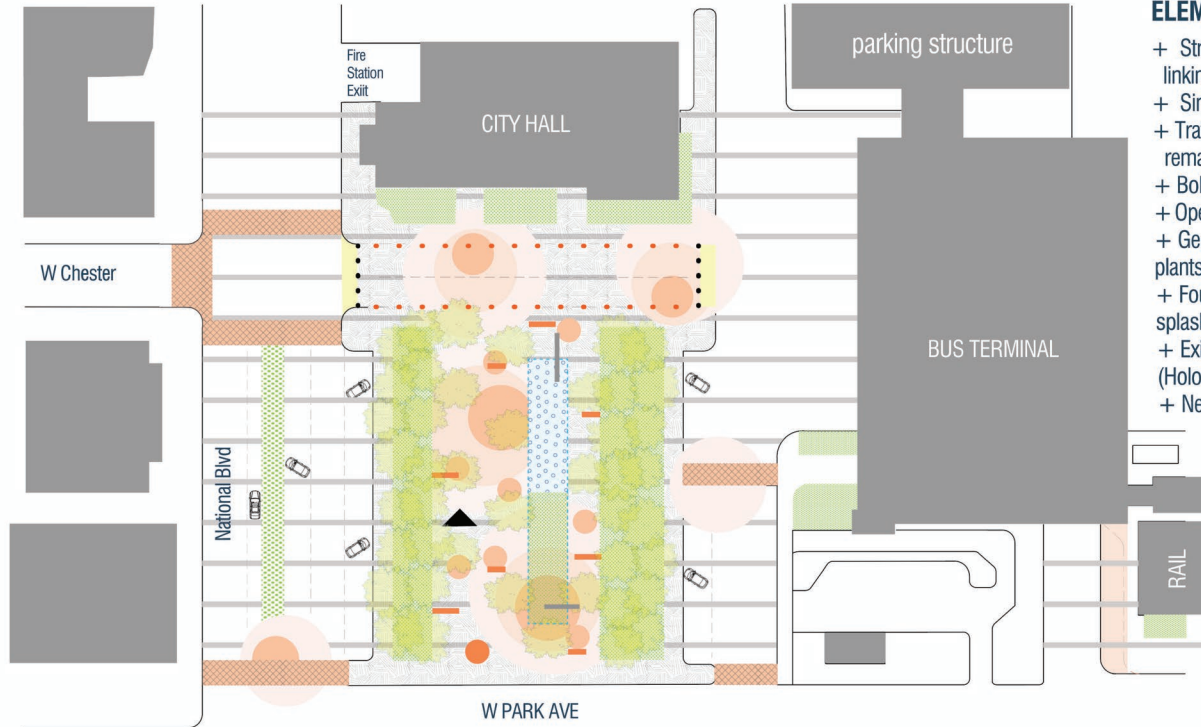 Fire
Station
Exiit
CITY HALL
parking structure
W Chester
BUS TERMINAL
National Blvd
RAIL
W PARK AVE
ELEM
+ Str
linkin
+ Tra
rema
+ Bol
+ Ope
+ Ge
plants
+ For
splash
+ Exi
(Holo
+ Ne